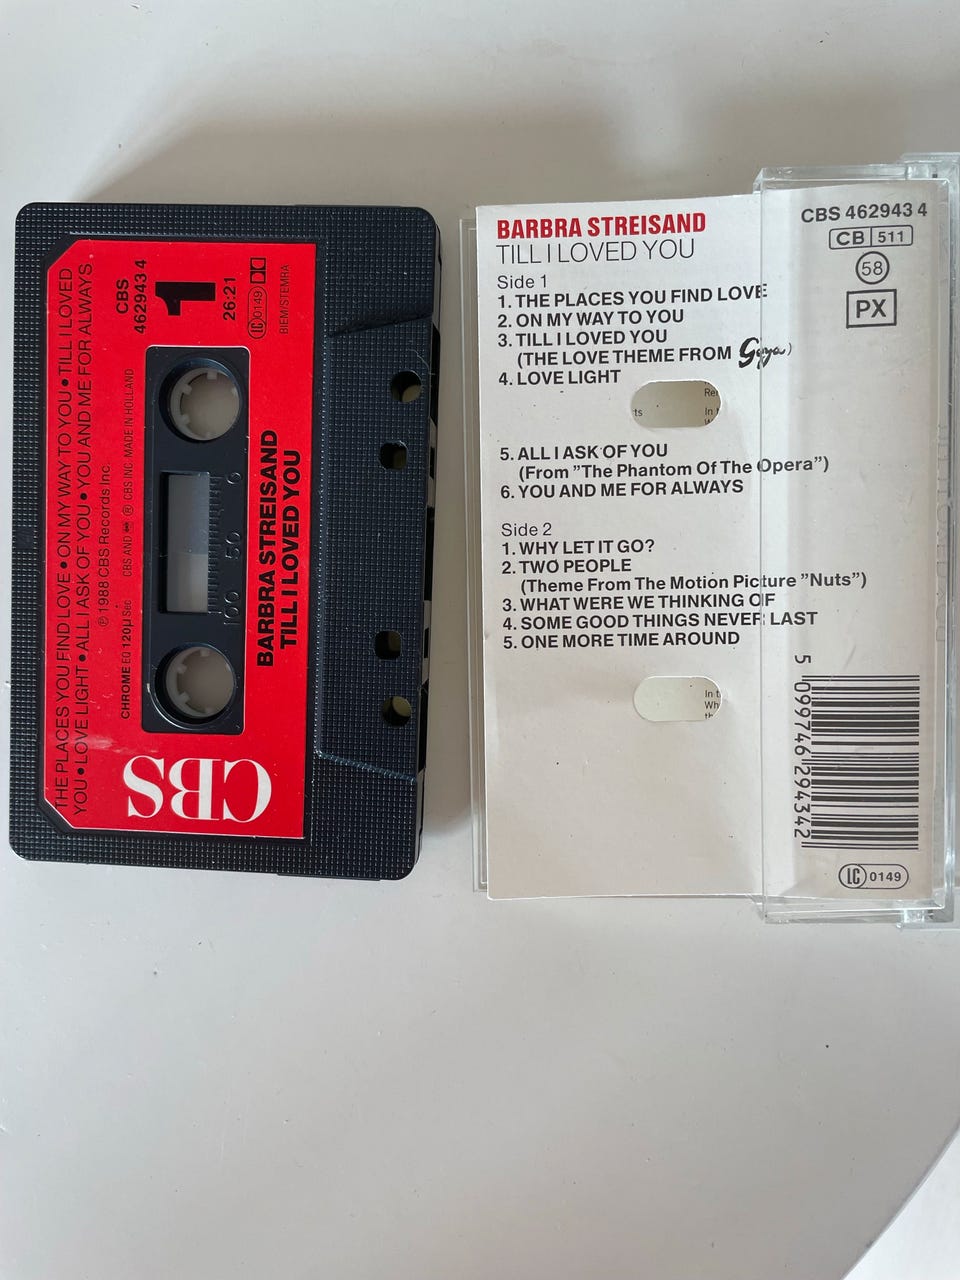 THE PLACES YOU FIND LOVE • ON MY WAY TO YOU • TILL I LOVED
YOU • LOVE LIGHT • ALL I ASK OF YOU • YOU AND ME FOR ALWAYS
℗ 1988 CBS Records Inc.
CBS
462943 4
1
26:21
LC 0149
BIEM/STEMRA
CHROME EQ 120µ Sec
CBS AND ® CBS INC. MADE IN HOLLAND
0 50 100
BARBRA STREISAND
TILL I LOVED YOU
CBS
BARBRA STREISAND
TILL I LOVED YOU
Side 1
1. THE PLACES YOU FIND LOVE
2. ON MY WAY TO YOU
3. TILL I LOVED YOU
(THE LOVE THEME FROM Goya)
4. LOVE LIGHT
5. ALL I ASK OF YOU
(From "The Phantom Of The Opera")
6. YOU AND ME FOR ALWAYS
Side 2
1. WHY LET IT GO?
2. TWO PEOPLE
(Theme From The Motion Picture "Nuts")
3. WHAT WERE WE THINKING OF
4. SOME GOOD THINGS NEVER LAST
5. ONE MORE TIME AROUND
CBS 462943 4
CB 511
58
PX
5 099746 294342
LC 0149